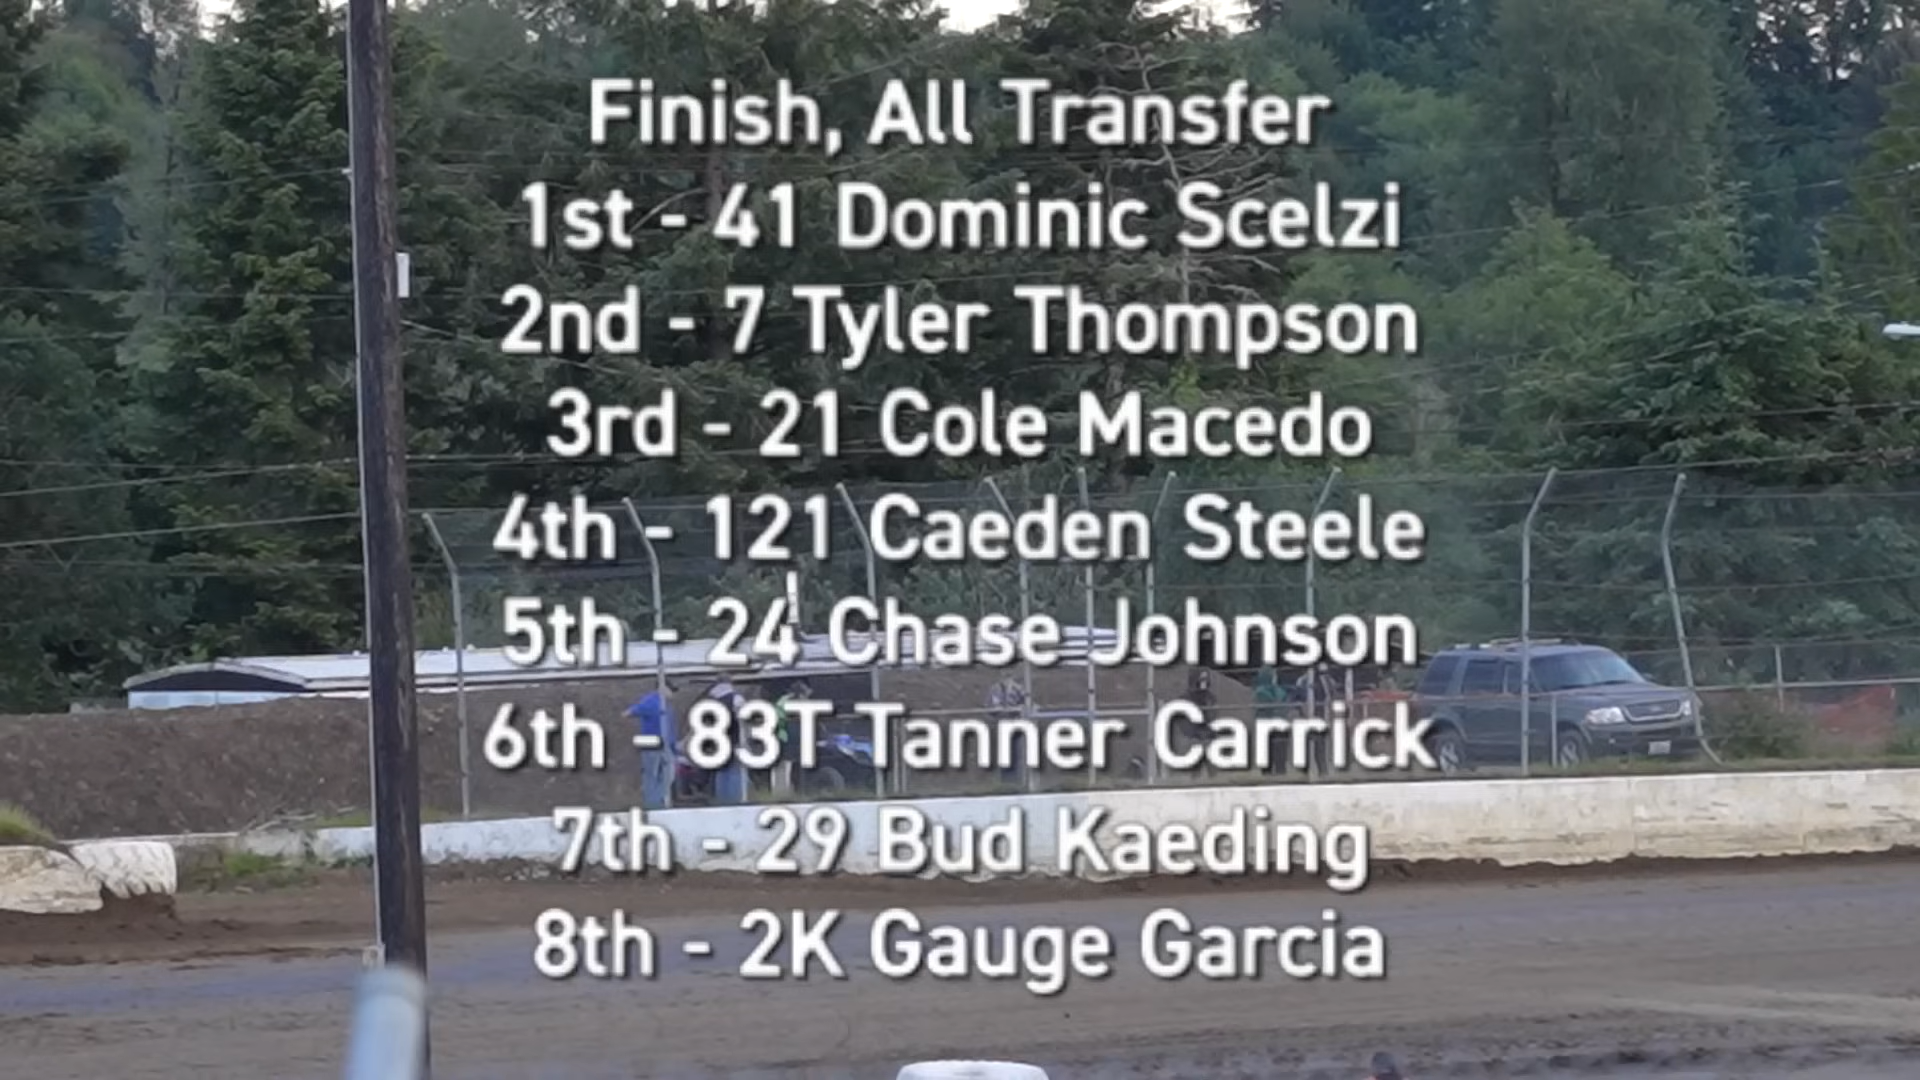 Finish, All Transfer
1st - 41 Dominic Scelzi
2nd - 7 Tyler Thompson
3rd - 21 Cole Macedo
4th - 121 Caeden Steele
5th - 24 Chase Johnson
6th - 83T Tanner Carrick
7th - 29 Bud Kaeding
8th - 2K Gauge Garcia